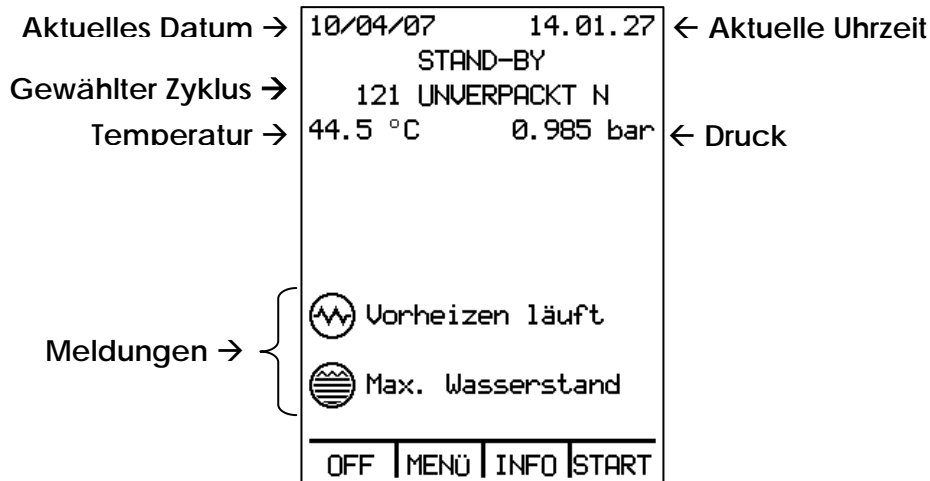 Aktuelles Datum → 10/04/07 14.01.27 ← Aktuelle Uhrzeit
STAND-BY
Gewählter Zyklus → 121 UNVERPACKT N
Temperatur → 44.5 °C 0.985 bar ← Druck
Vorheizen läuft
Meldungen →
Max. Wasserstand
OFF MENÜ INFO START